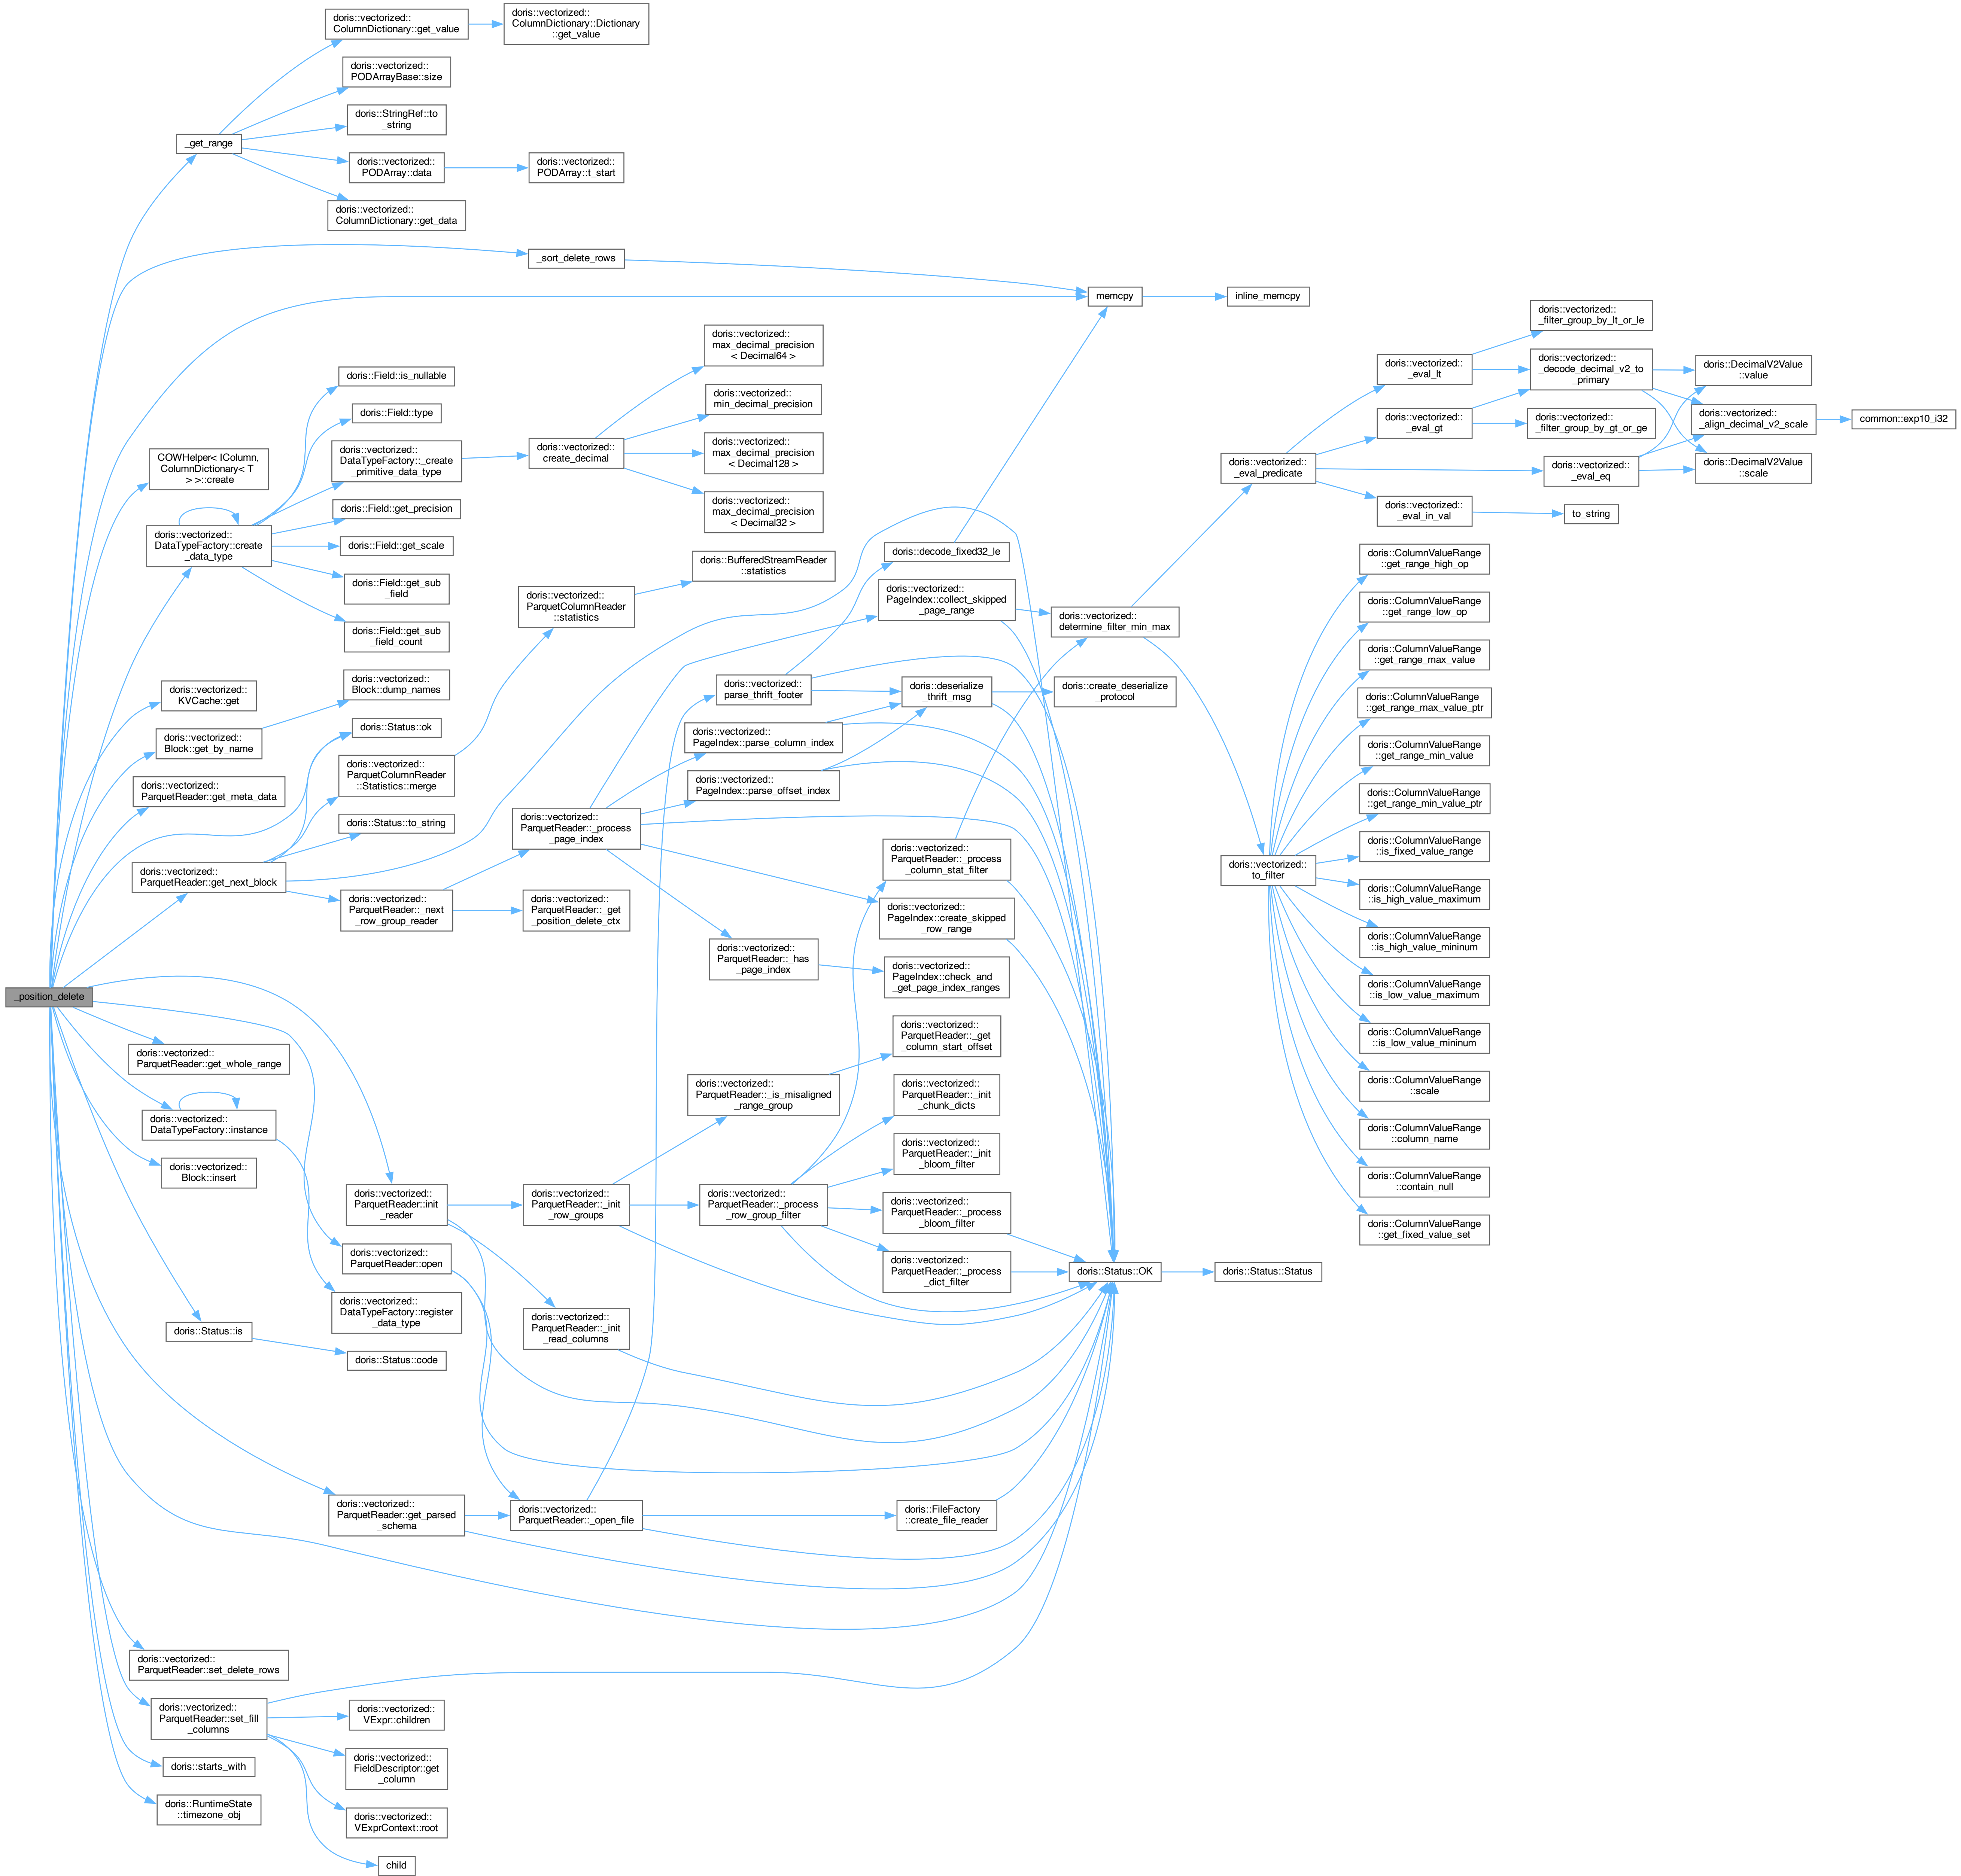 _position_delete
_get_range
doris::vectorized::
ColumnDictionary::get_value
doris::vectorized::
ColumnDictionary::Dictionary
::get_value
doris::vectorized::
PODArrayBase::size
doris::StringRef::to
_string
doris::vectorized::
PODArray::data
doris::vectorized::
PODArray::t_start
doris::vectorized::
ColumnDictionary::get_data
_sort_delete_rows
memcpy
inline_memcpy
COWHelper< IColumn,
ColumnDictionary< T
> >::create
doris::vectorized::
DataTypeFactory::create
_data_type
doris::Field::is_nullable
doris::Field::type
doris::vectorized::
DataTypeFactory::_create
_primitive_data_type
doris::Field::get_precision
doris::Field::get_scale
doris::Field::get_sub
_field
doris::Field::get_sub
_field_count
doris::vectorized::
create_decimal
doris::vectorized::
max_decimal_precision
< Decimal64 >
doris::vectorized::
min_decimal_precision
doris::vectorized::
max_decimal_precision
< Decimal128 >
doris::vectorized::
max_decimal_precision
< Decimal32 >
doris::vectorized::
KVCache::get
doris::vectorized::
Block::get_by_name
doris::vectorized::
Block::dump_names
doris::Status::ok
doris::vectorized::
ParquetReader::get_meta_data
doris::vectorized::
ParquetColumnReader
::Statistics::merge
doris::vectorized::
ParquetColumnReader
::statistics
doris::BufferedStreamReader
::statistics
doris::Status::to_string
doris::vectorized::
ParquetReader::get_next_block
doris::vectorized::
ParquetReader::_next
_row_group_reader
doris::vectorized::
ParquetReader::_process
_page_index
doris::vectorized::
ParquetReader::_get
_position_delete_ctx
doris::decode_fixed32_le
doris::vectorized::
PageIndex::collect_skipped
_page_range
doris::vectorized::
parse_thrift_footer
doris::deserialize
_thrift_msg
doris::create_deserialize
_protocol
doris::vectorized::
PageIndex::parse_column_index
doris::vectorized::
PageIndex::parse_offset_index
doris::vectorized::
ParquetReader::_process
_column_stat_filter
doris::vectorized::
PageIndex::create_skipped
_row_range
doris::vectorized::
ParquetReader::_has
_page_index
doris::vectorized::
PageIndex::check_and
_get_page_index_ranges
doris::vectorized::
determine_filter_min_max
doris::vectorized::
_eval_predicate
doris::vectorized::
_eval_lt
doris::vectorized::
_eval_gt
doris::vectorized::
_eval_eq
doris::vectorized::
_eval_in_val
doris::vectorized::
_filter_group_by_lt_or_le
doris::vectorized::
_decode_decimal_v2_to
_primary
doris::vectorized::
_filter_group_by_gt_or_ge
to_string
doris::DecimalV2Value
::value
doris::vectorized::
_align_decimal_v2_scale
doris::DecimalV2Value
::scale
common::exp10_i32
doris::vectorized::
to_filter
doris::ColumnValueRange
::get_range_high_op
doris::ColumnValueRange
::get_range_low_op
doris::ColumnValueRange
::get_range_max_value
doris::ColumnValueRange
::get_range_max_value_ptr
doris::ColumnValueRange
::get_range_min_value
doris::ColumnValueRange
::get_range_min_value_ptr
doris::ColumnValueRange
::is_fixed_value_range
doris::ColumnValueRange
::is_high_value_maximum
doris::ColumnValueRange
::is_high_value_mininum
doris::ColumnValueRange
::is_low_value_maximum
doris::ColumnValueRange
::is_low_value_mininum
doris::ColumnValueRange
::scale
doris::ColumnValueRange
::column_name
doris::ColumnValueRange
::contain_null
doris::ColumnValueRange
::get_fixed_value_set
doris::vectorized::
ParquetReader::get_whole_range
doris::vectorized::
DataTypeFactory::instance
doris::vectorized::
Block::insert
doris::vectorized::
ParquetReader::init
_reader
doris::vectorized::
ParquetReader::open
doris::vectorized::
DataTypeFactory::register
_data_type
doris::Status::is
doris::Status::code
doris::vectorized::
ParquetReader::_init
_row_groups
doris::vectorized::
ParquetReader::_init
_read_columns
doris::vectorized::
ParquetReader::_is_misaligned
_range_group
doris::vectorized::
ParquetReader::_get
_column_start_offset
doris::vectorized::
ParquetReader::_process
_row_group_filter
doris::vectorized::
ParquetReader::_init
_chunk_dicts
doris::vectorized::
ParquetReader::_init
_bloom_filter
doris::vectorized::
ParquetReader::_process
_bloom_filter
doris::vectorized::
ParquetReader::_process
_dict_filter
doris::Status::OK
doris::Status::Status
doris::vectorized::
ParquetReader::get_parsed
_schema
doris::vectorized::
ParquetReader::_open_file
doris::FileFactory
::create_file_reader
doris::vectorized::
ParquetReader::set_delete_rows
doris::vectorized::
ParquetReader::set_fill
_columns
doris::vectorized::
VExpr::children
doris::vectorized::
FieldDescriptor::get
_column
doris::vectorized::
VExprContext::root
child
doris::starts_with
doris::RuntimeState
::timezone_obj